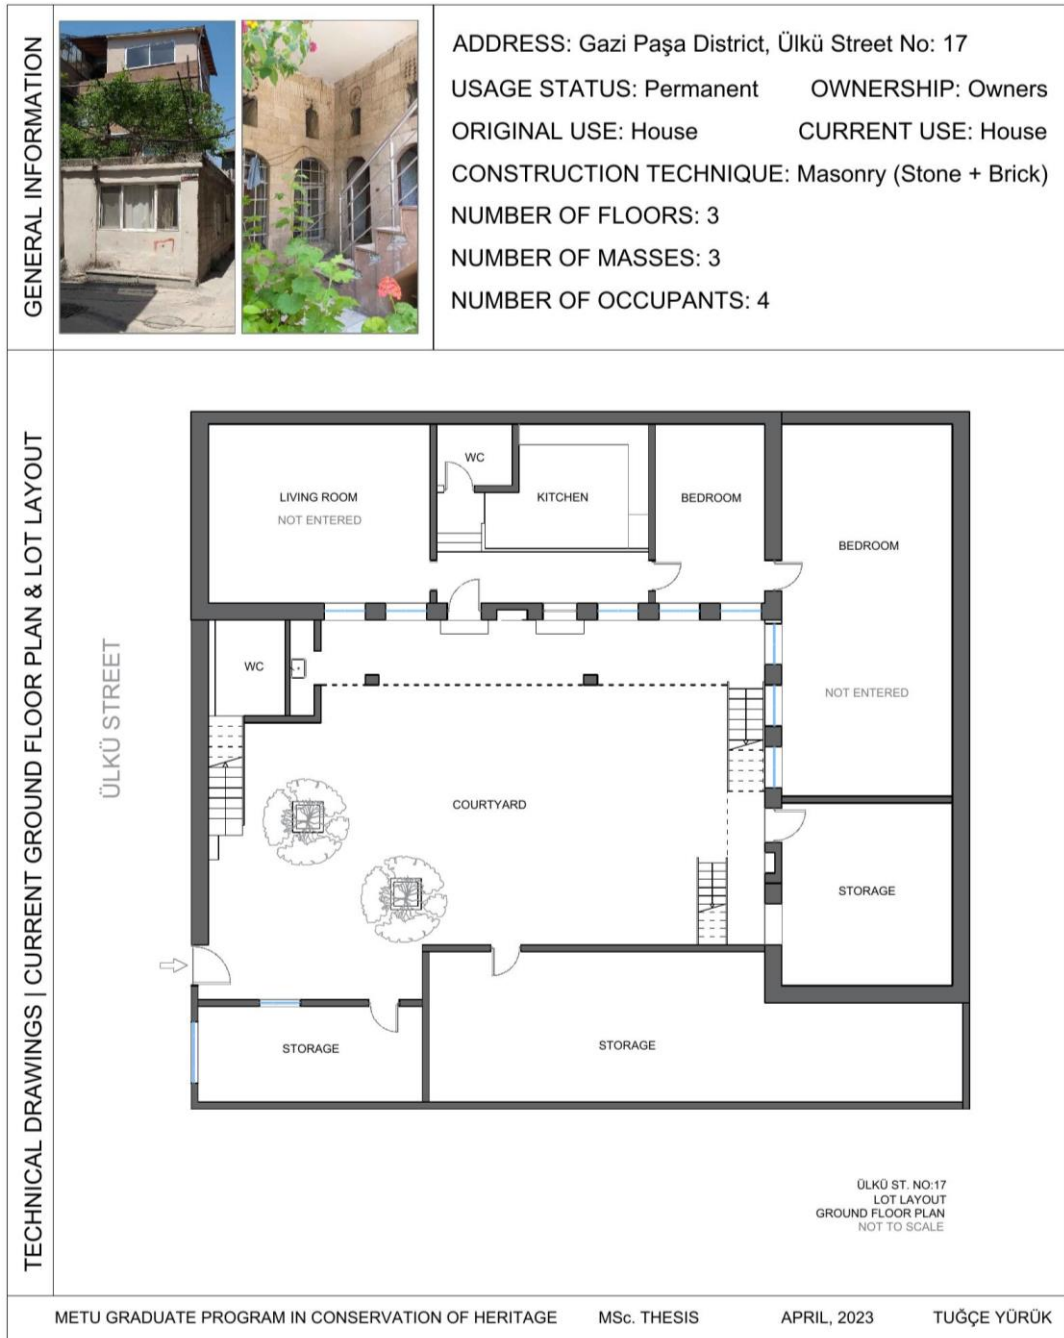 GENERAL INFORMATION
ADDRESS: Gazi Paşa District, Ülkü Street No: 17
USAGE STATUS: Permanent OWNERSHIP: Owners
ORIGINAL USE: House CURRENT USE: House
CONSTRUCTION TECHNIQUE: Masonry (Stone + Brick)
NUMBER OF FLOORS: 3
NUMBER OF MASSES: 3
NUMBER OF OCCUPANTS: 4
TECHNICAL DRAWINGS | CURRENT GROUND FLOOR PLAN & LOT LAYOUT
ÜLKÜ STREET
LIVING ROOM
NOT ENTERED
WC
KITCHEN
BEDROOM
BEDROOM
NOT ENTERED
WC
COURTYARD
STORAGE
STORAGE
STORAGE
ÜLKÜ ST. NO:17
LOT LAYOUT
GROUND FLOOR PLAN
NOT TO SCALE
METU GRADUATE PROGRAM IN CONSERVATION OF HERITAGE MSc. THESIS APRIL, 2023 TUĞÇE YÜRÜK